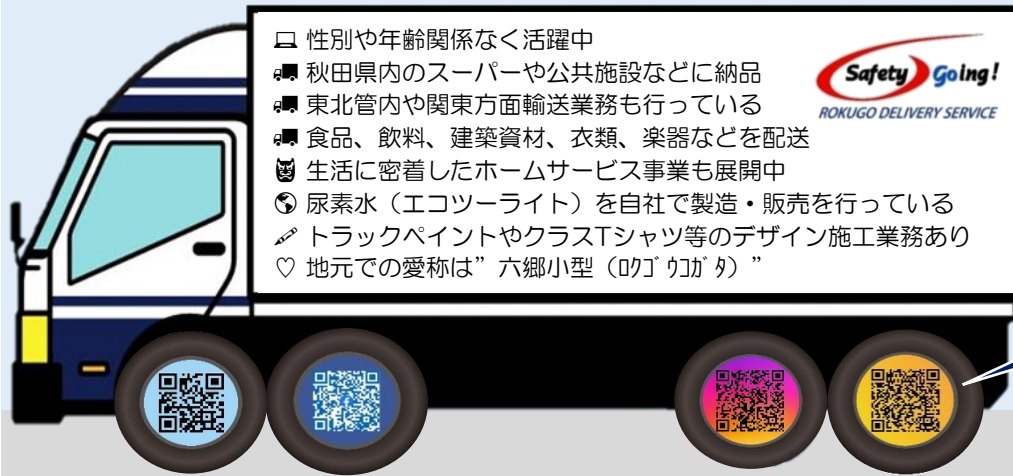 性別や年齢関係なく活躍中
秋田県内のスーパーや公共施設などに納品
東北管内や関東方面輸送業務も行っている
食品、飲料、建築資材、衣類、楽器などを配送
生活に密着したホームサービス事業も展開中
尿素水（エコツーライト）を自社で製造・販売を行っている
トラックペイントやクラスTシャツ等のデザイン施工業務あり
♡ 地元での愛称は”六郷小型（ﾛｸｺﾞｳｺｶﾞﾀ）”
Safety Going!
ROKUGO DELIVERY SERVICE